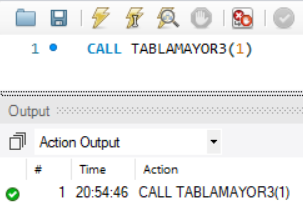 1 CALL TABLAMAYOR3(1)
Output
Action Output
# Time Action
1 20:54:46 CALL TABLAMAYOR3(1)